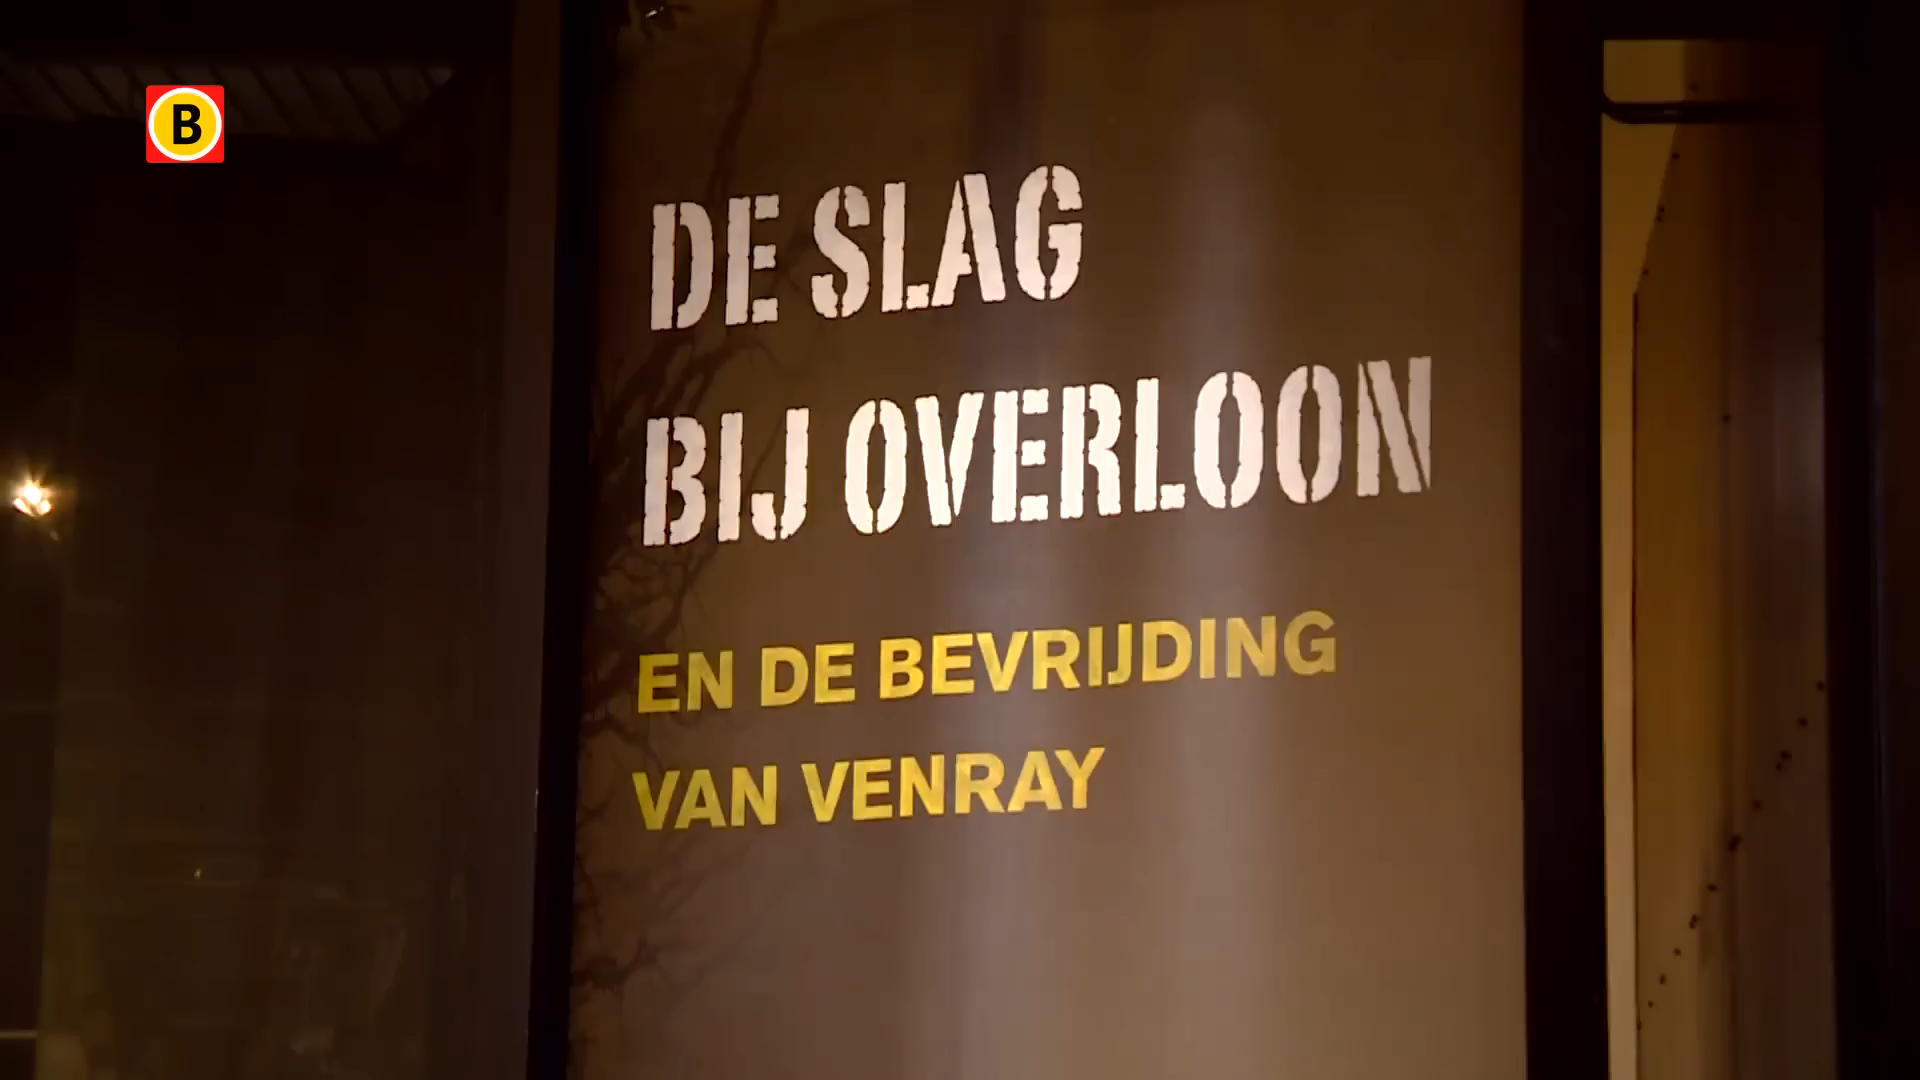 B
DE SLAG
BIJ OVERLOON
EN DE BEVRIJDING
VAN VENRAY